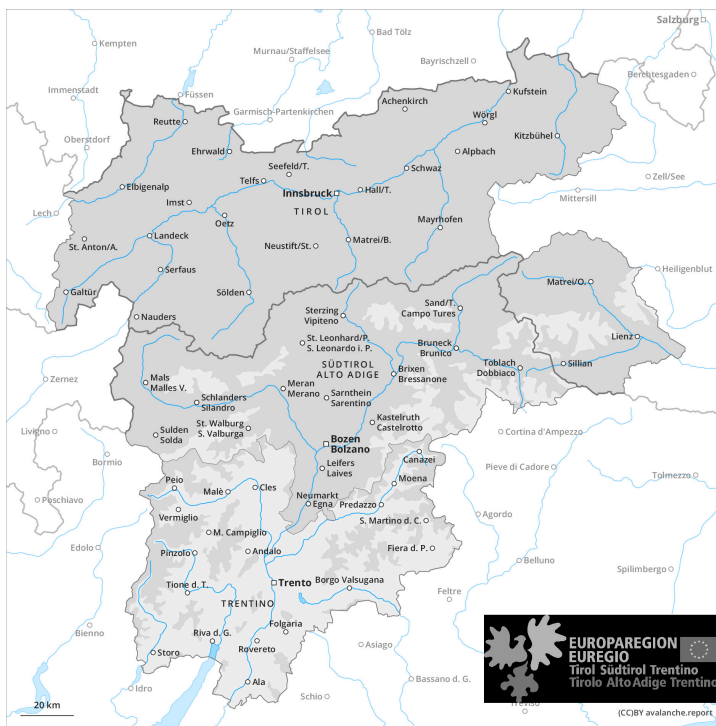 Salzburg
Kempten
Bad Tölz
Murnau/Staffelsee
Bayrischzell
Berchtesgaden
Immenstadt
Füssen
Garmisch-Partenkirchen
Achenkirch
Kufstein
Reutte
Wörgl
Oberstdorf
Kitzbühel
Ehrwald
Alpbach
Seefeld/T.
Schwaz
Telfs
Zell/See
Elbigenalp
Innsbruck
Hall/T.
Mittersill
Imst
TIROL
Lech
Oetz
Mayrhofen
Landeck
St. Anton/A.
Neustift/St.
Matrei/B.
Serfaus
Heiligenblut
Matrei/O.
Galtür
Sölden
Sand/T.
Campo Tures
Nauders
Sterzing
Vipiteno
Lienz
St. Leonhard/P.
S. Leonardo i. P.
Bruneck
Brunico
SÜDTIROL
ALTO ADIGE
Toblach
Dobbiaco
Sillian
Brixen
Bressanone
Zernez
Mals
Malles V.
Meran
Merano
Sarnthein
Sarentino
Schlanders
Silandro
St. Walburg
S. Valburga
Kastelruth
Castelrotto
Livigno
Sulden
Solda
Cortina d'Ampezzo
Bozen
Bolzano
Bormio
Canazei
Leifers
Laives
Pieve di Cadore
Tolmezzo
Peio
Malè
Cles
Moena
Poschiavo
Neumarkt
Egna
Predazzo
Vermiglio
Agordo
S. Martino d. C.
M. Campiglio
Edolo
Pinzolo
Andalo
Fiera d. P.
Belluno
Spilimbergo
Trento
Borgo Valsugana
Tione d. T.
Feltre
TRENTINO
Bienno
Folgaria
Riva d. G.
Rovereto
Asiago
Storo
Bassano d. G.
Ala
Idro
Schio
Treviso
EUROPAREGION
EUREGIO
Tirol Südtirol Trentino
Tirolo Alto Adige Trentino
20 km
(CC)BY avalanche.report